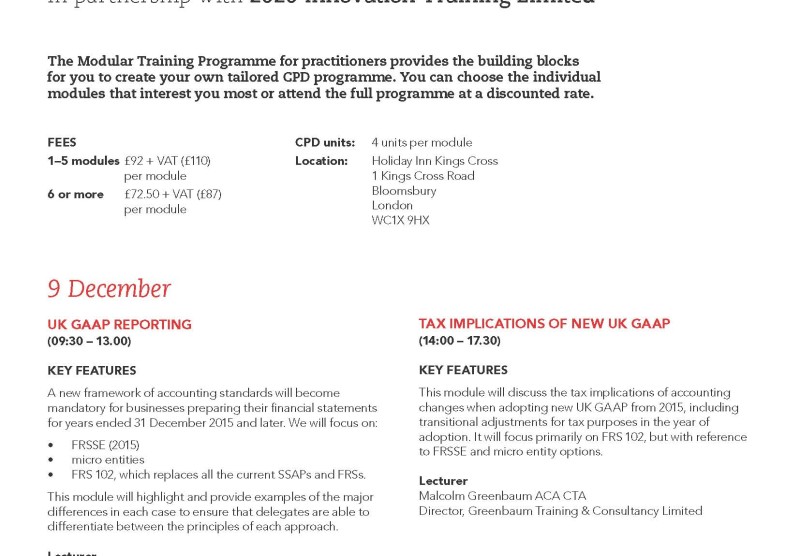 in partnership with 2020 Innovation Training Limited
The Modular Training Programme for practitioners provides the building blocks
for you to create your own tailored CPD programme. You can choose the individual
modules that interest you most or attend the full programme at a discounted rate.
FEES
1–5 modules £92 + VAT (£110)
per module
6 or more £72.50 + VAT (£87)
per module
CPD units: 4 units per module
Location: Holiday Inn Kings Cross
1 Kings Cross Road
Bloomsbury
London
WC1X 9HX
9 December
UK GAAP REPORTING
(09:30 – 13.00)
KEY FEATURES
A new framework of accounting standards will become
mandatory for businesses preparing their financial statements
for years ended 31 December 2015 and later. We will focus on:
• FRSSE (2015)
• micro entities
• FRS 102, which replaces all the current SSAPs and FRSs.
This module will highlight and provide examples of the major
differences in each case to ensure that delegates are able to
differentiate between the principles of each approach.
Lecturer
TAX IMPLICATIONS OF NEW UK GAAP
(14:00 – 17.30)
KEY FEATURES
This module will discuss the tax implications of accounting
changes when adopting new UK GAAP from 2015, including
transitional adjustments for tax purposes in the year of
adoption. It will focus primarily on FRS 102, but with reference
to FRSSE and micro entity options.
Lecturer
Malcolm Greenbaum ACA CTA
Director, Greenbaum Training & Consultancy Limited